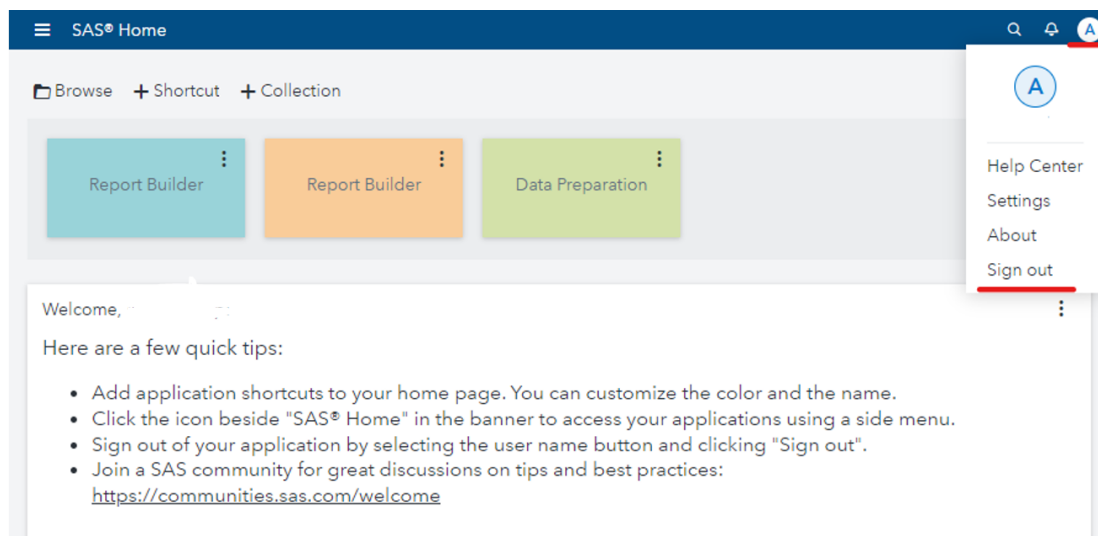 SAS® Home
A
A
Browse + Shortcut + Collection
Report Builder
Report Builder
Data Preparation
Help Center
Settings
About
Sign out
Welcome,
Here are a few quick tips:
• Add application shortcuts to your home page. You can customize the color and the name.
• Click the icon beside "SAS® Home" in the banner to access your applications using a side menu.
• Sign out of your application by selecting the user name button and clicking "Sign out".
• Join a SAS community for great discussions on tips and best practices:
https://communities.sas.com/welcome